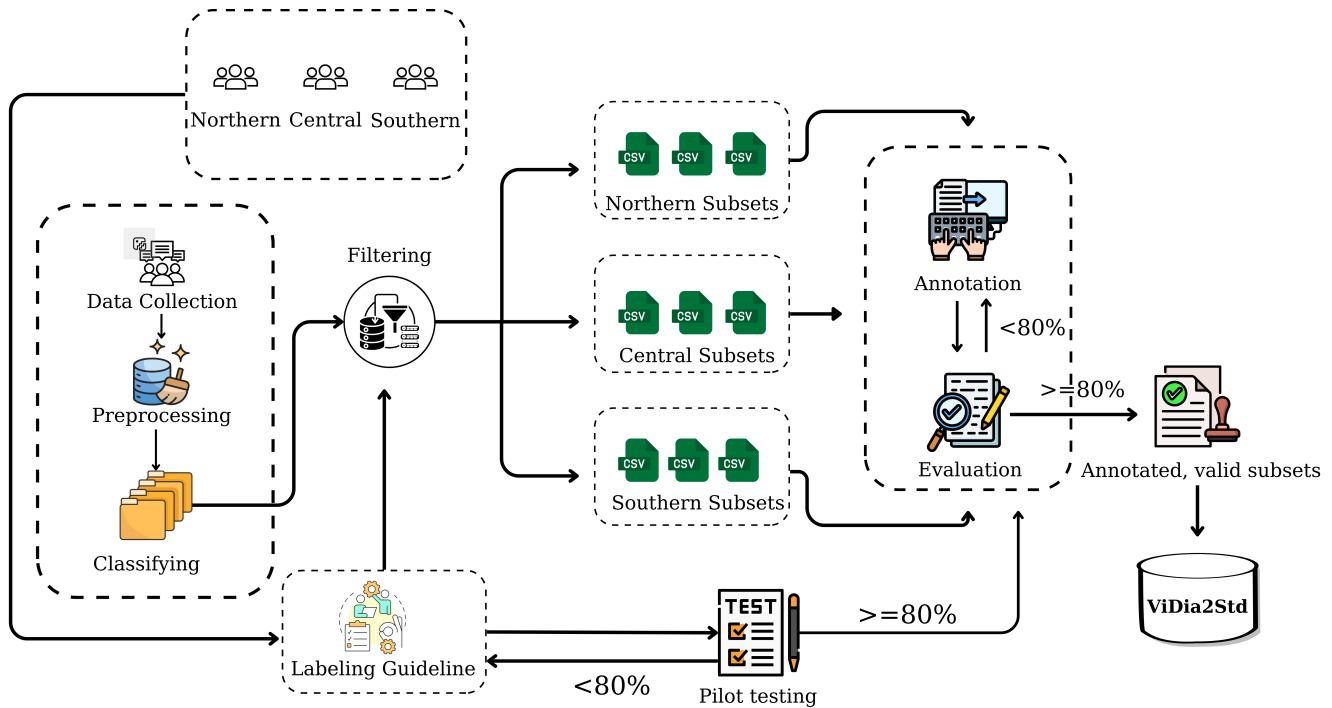 Northern Central Southern
Data Collection
Preprocessing
Classifying
Filtering
CSV CSV CSV
Northern Subsets
CSV CSV CSV
Central Subsets
CSV CSV CSV
Southern Subsets
Annotation
<80%
>=80%
Evaluation
Annotated, valid subsets
ViDia2Std
Labeling Guideline
TEST
Pilot testing
>=80%
<80%